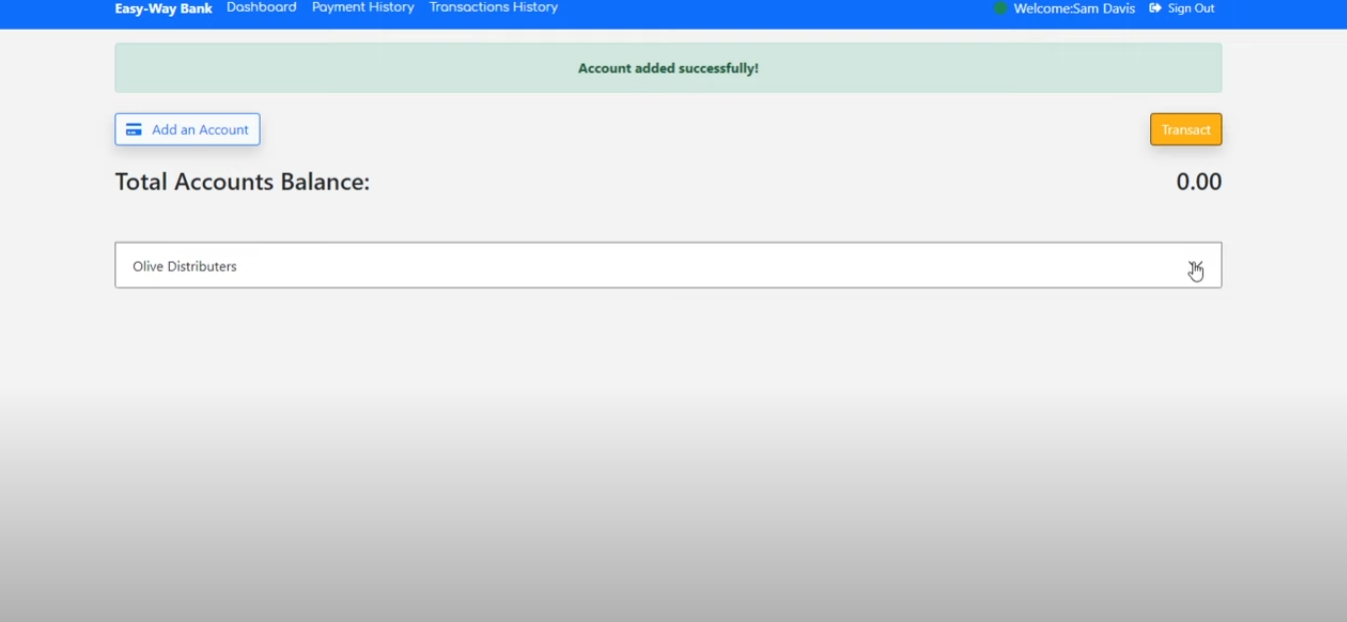 Easy-Way Bank Dashboard Payment History Transactions History Welcome:Sam Davis Sign Out
Account added successfully!
Add an Account Transact
Total Accounts Balance: 0.00
Olive Distributers